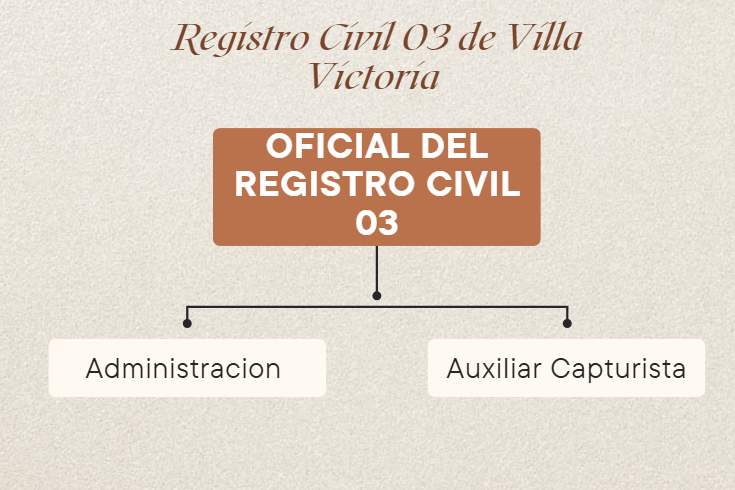 Registro Civil 03 de Villa
Victoria
OFICIAL DEL
REGISTRO CIVIL
03
Administracion
Auxiliar Capturista